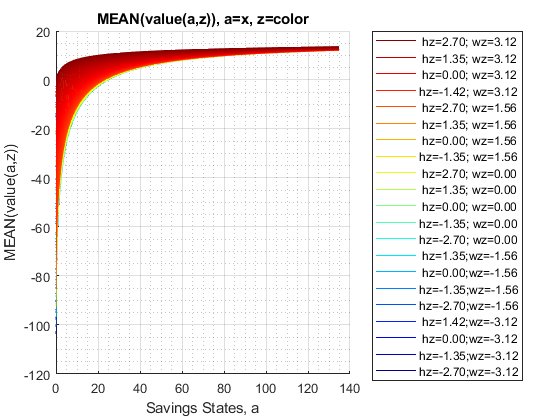 MEAN(value(a,z)), a=x, z=color
MEAN(value(a,z))
20
0
-20
-40
-60
-80
-100
-120
0
20
40
60
80
100
120
140
Savings States, a
hz=2.70; wz=3.12
hz=1.35; wz=3.12
hz=0.00; wz=3.12
hz=-1.42; wz=3.12
hz=2.70; wz=1.56
hz=1.35; wz=1.56
hz=0.00; wz=1.56
hz=-1.35; wz=1.56
hz=2.70; wz=0.00
hz=1.35; wz=0.00
hz=0.00; wz=0.00
hz=-1.35; wz=0.00
hz=-2.70; wz=0.00
hz=1.35;wz=-1.56
hz=0.00;wz=-1.56
hz=-1.35;wz=-1.56
hz=-2.70;wz=-1.56
hz=1.42;wz=-3.12
hz=0.00;wz=-3.12
hz=-1.35;wz=-3.12
hz=-2.70;wz=-3.12